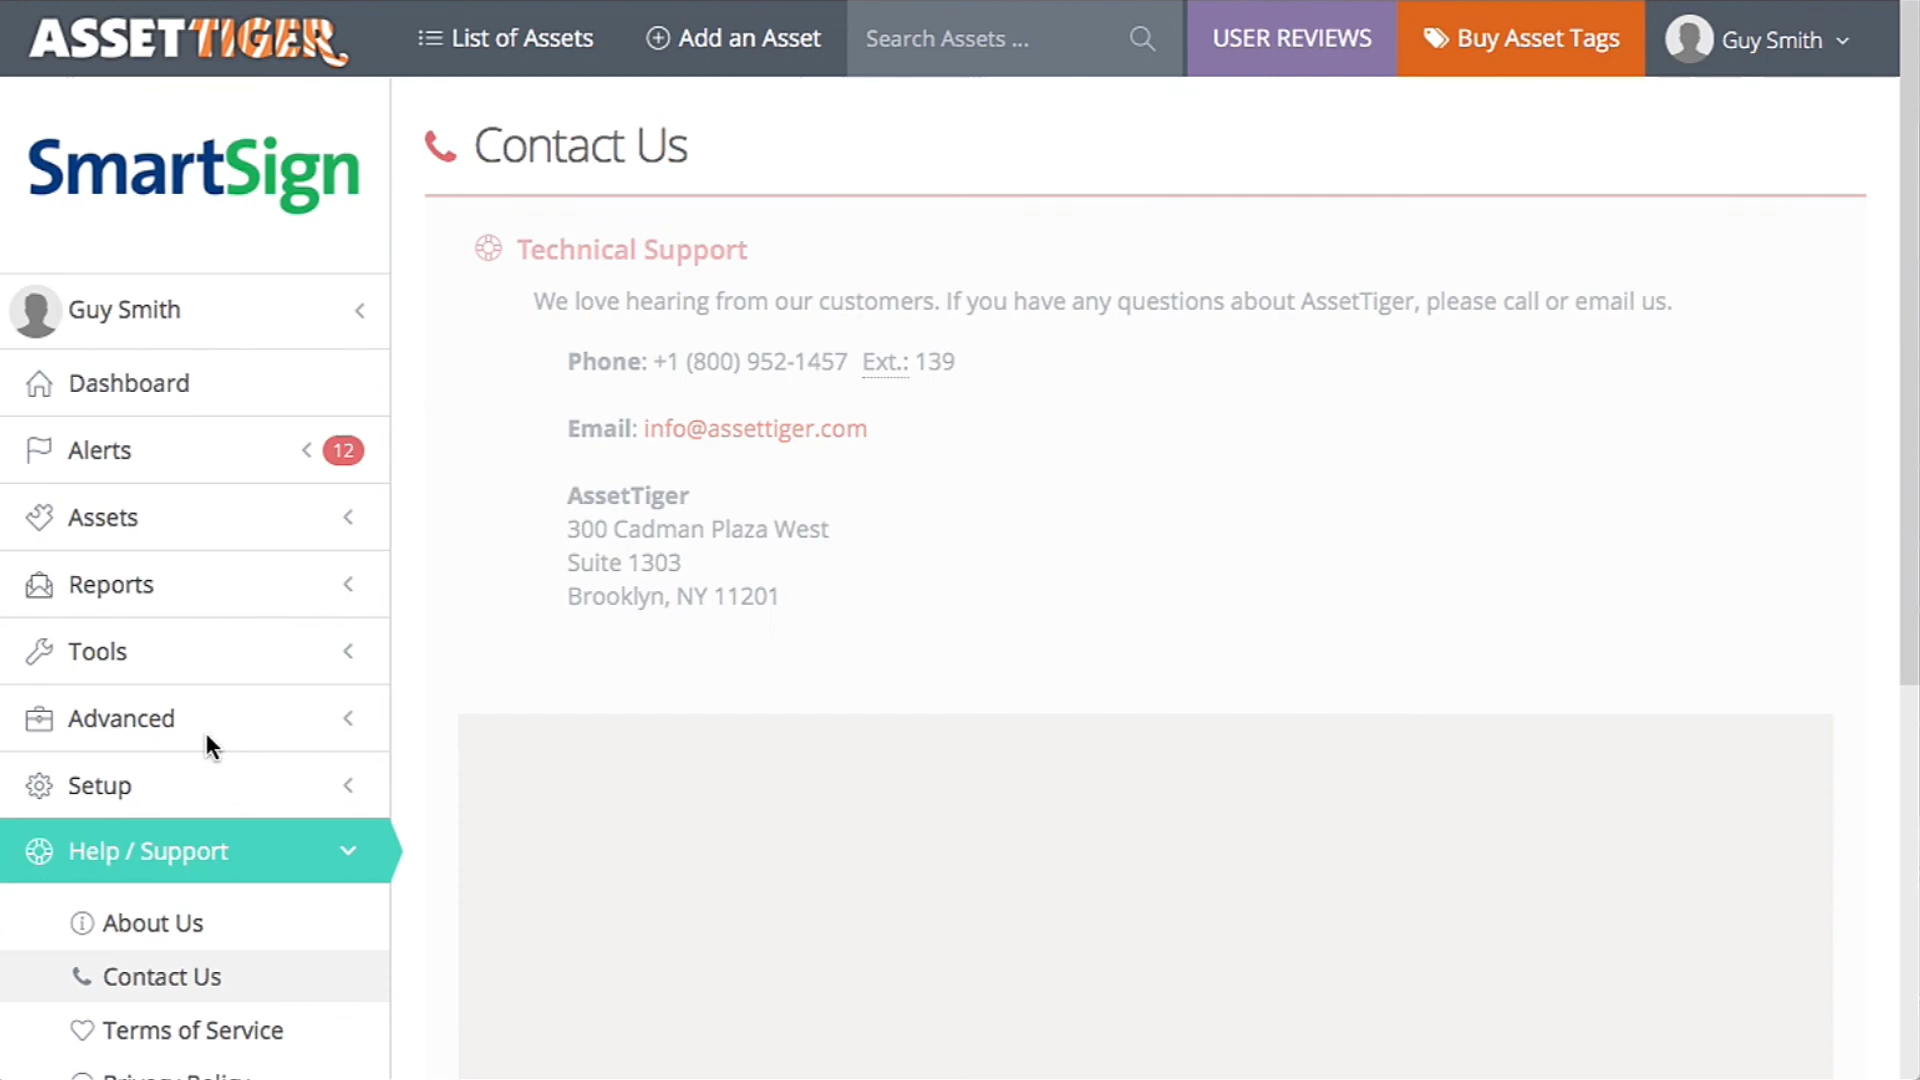 ASSETTIGER
List of Assets
Add an Asset
Search Assets ...
USER REVIEWS
Buy Asset Tags
Guy Smith
SmartSign
Guy Smith
Dashboard
Alerts
12
Assets
Reports
Tools
Advanced
Setup
Help / Support
About Us
Contact Us
Terms of Service
Privacy Policy
Contact Us
Technical Support
We love hearing from our customers. If you have any questions about AssetTiger, please call or email us.
Phone: +1 (800) 952-1457 Ext.: 139
Email: info@assettiger.com
AssetTiger
300 Cadman Plaza West
Suite 1303
Brooklyn, NY 11201